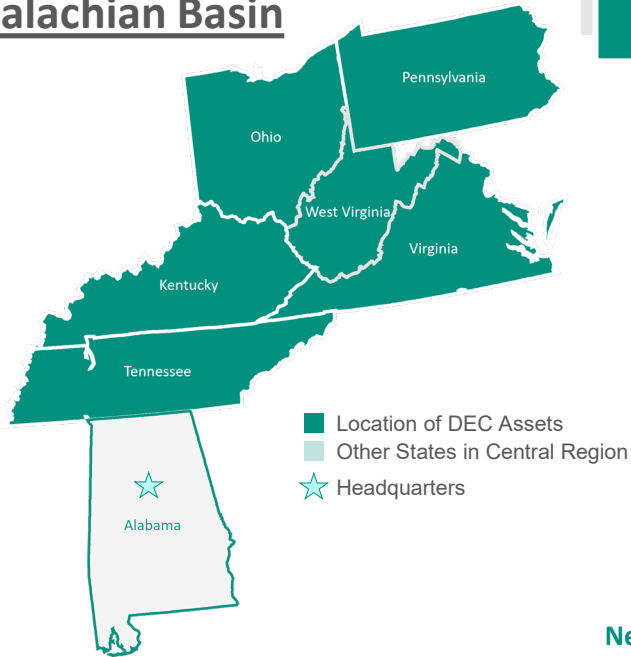 alachian Basin
Pennsylvania
Ohio
West Virginia
Virginia
Kentucky
Tennessee
Location of DEC Assets
Other States in Central Region
Headquarters
Alabama
Ne